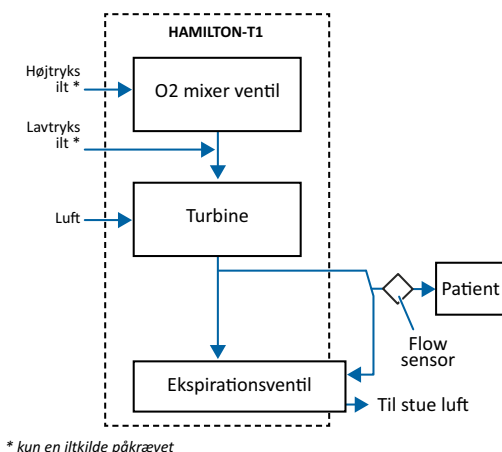 HAMILTON-T1
Højtryks
ilt *
O2 mixer ventil
Lavtryks
ilt *
Luft
Turbine
Patient
Flow
sensor
Ekspirationsventil
Til stue luft
* kun en iltkilde påkrævet